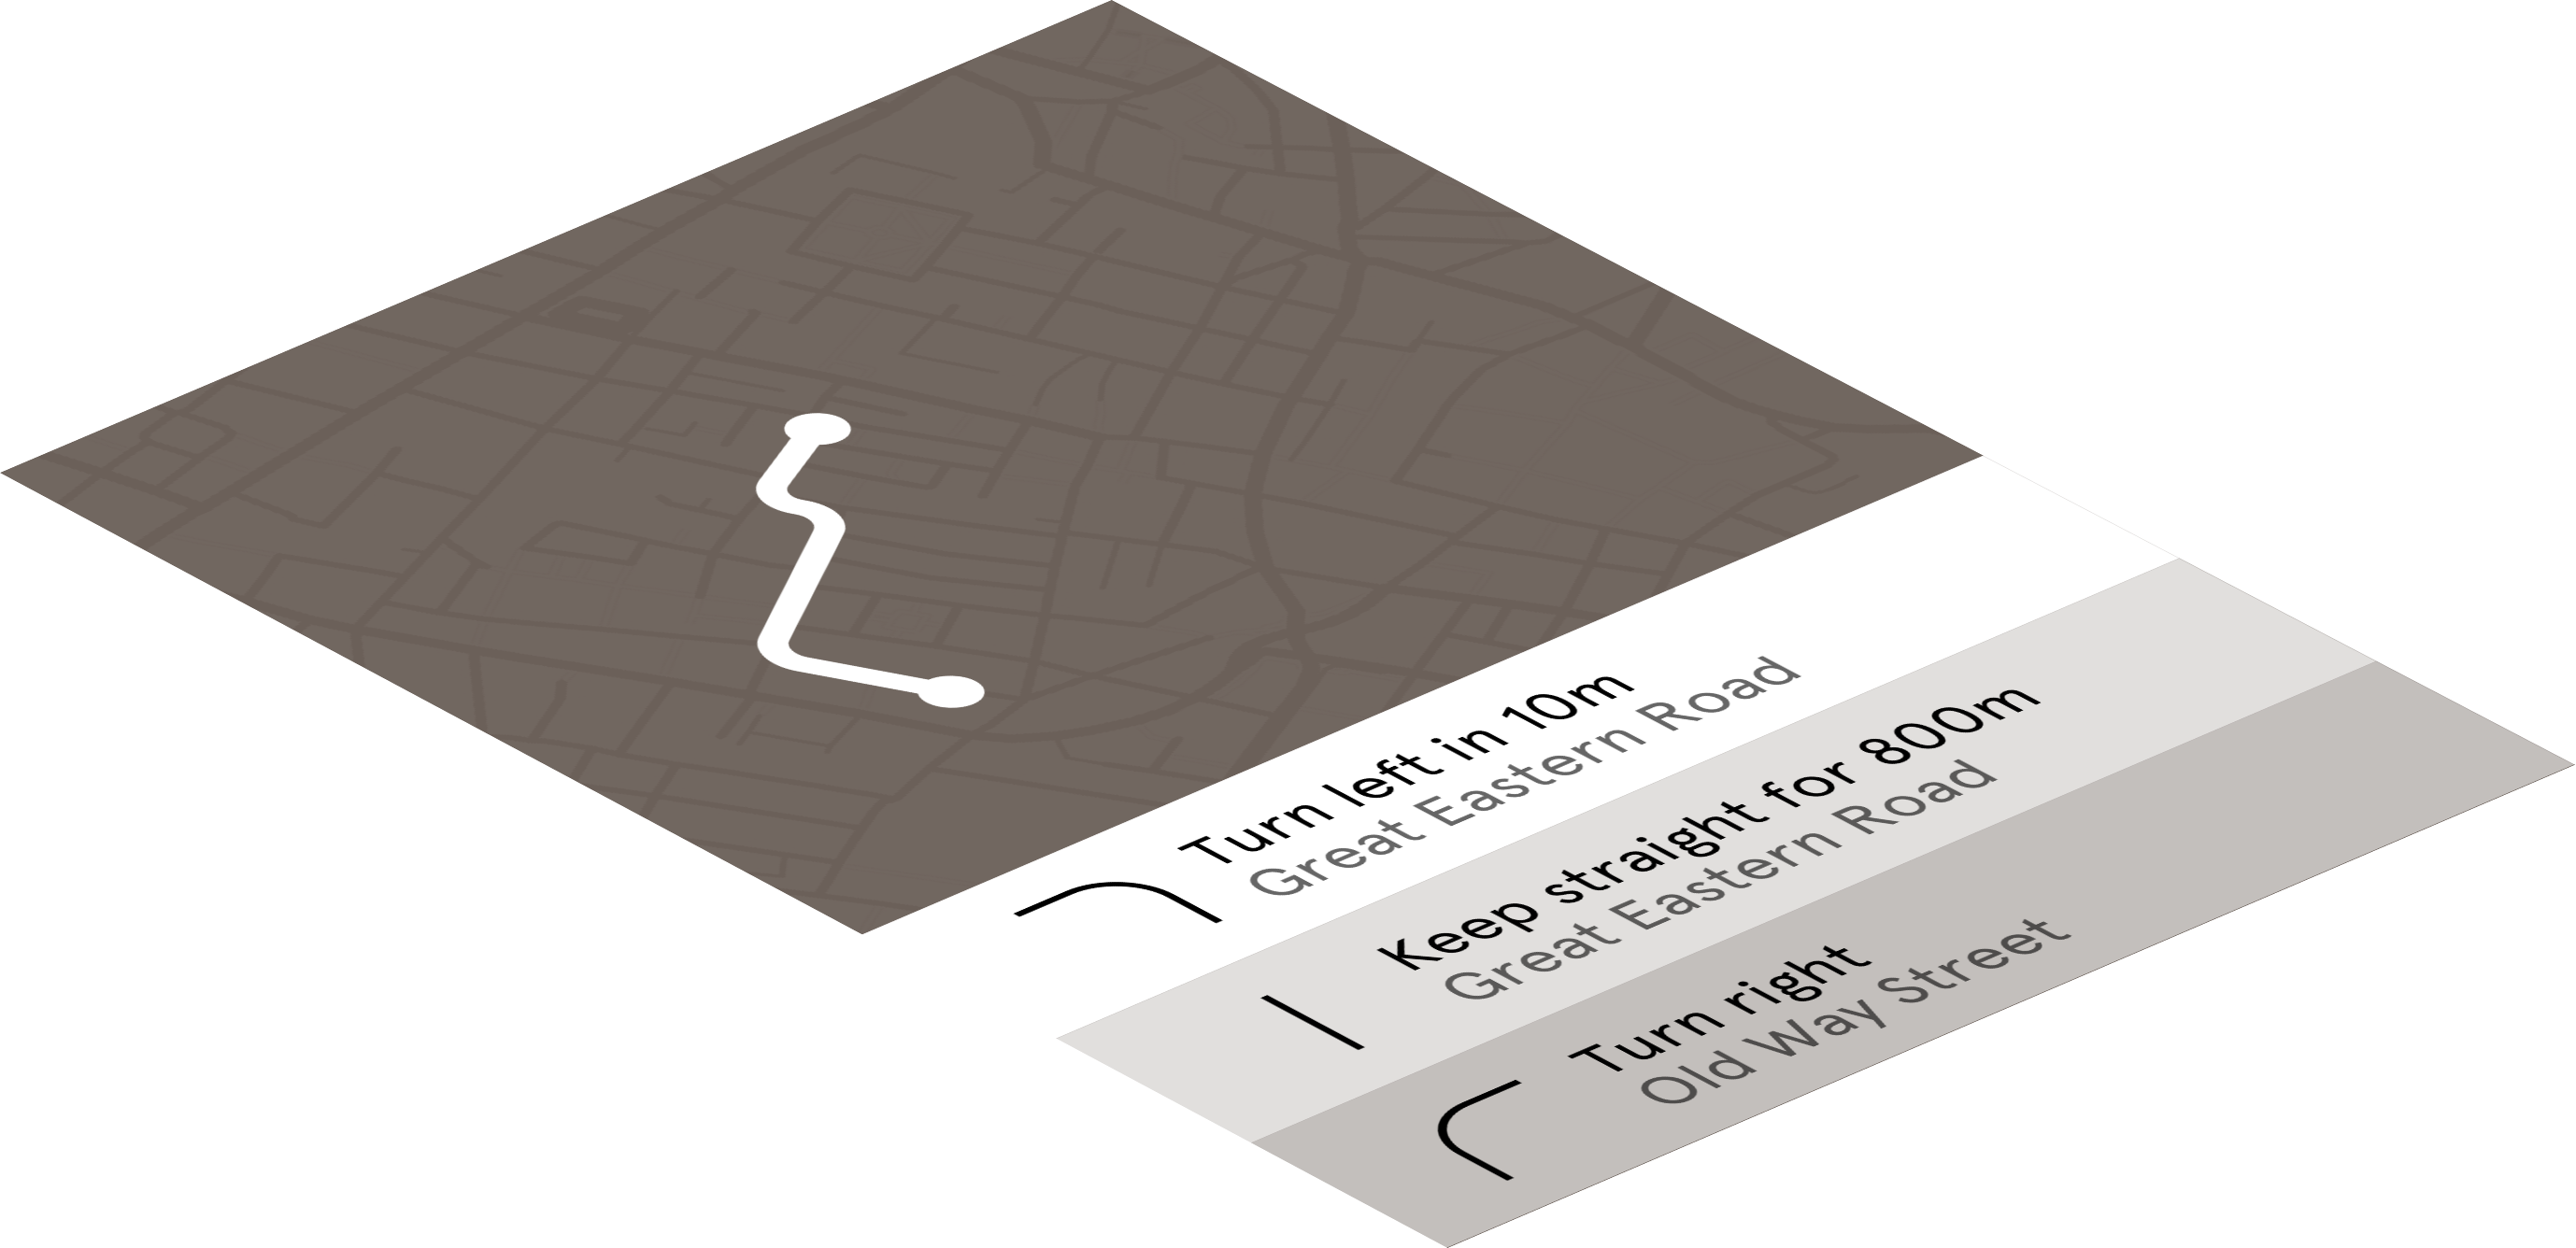 Turn left in 10m
Great Eastern Road
Keep straight for 800m
Great Eastern Road
Turn right
Old Way Street